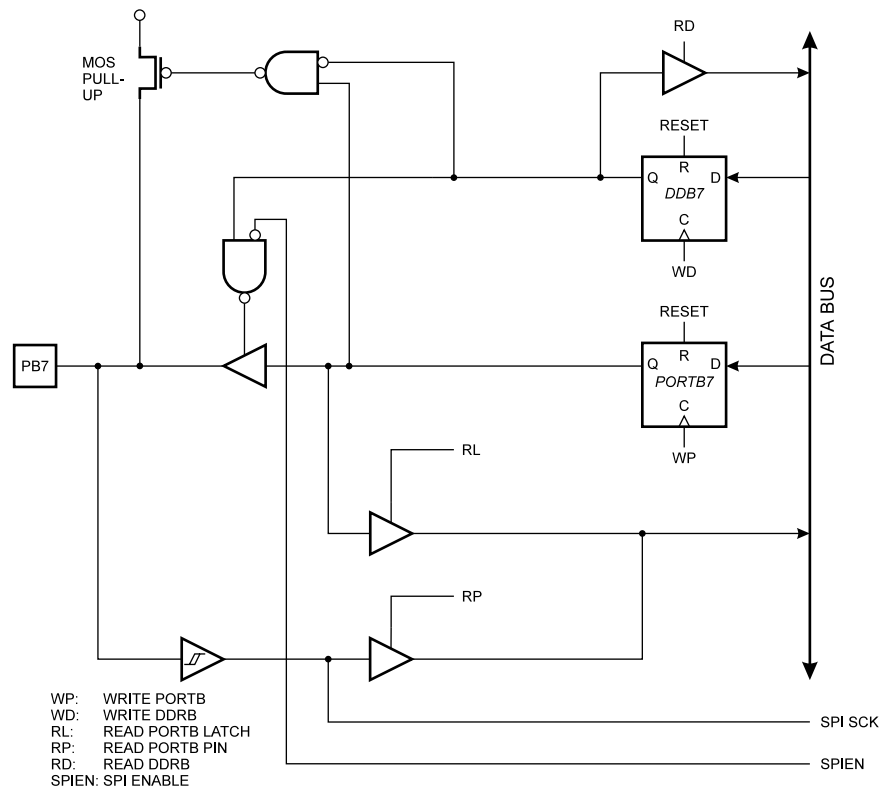 RD
MOS
PULL-
UP
RESET
R
Q
D
DDB7
C
WD
DATA BUS
RESET
PB7
Q
R
D
PORTB7
C
WP
RL
RP
WP: WRITE PORTB
WD: WRITE DDRB
RL: READ PORTB LATCH
RP: READ PORTB PIN
RD: READ DDRB
SPIEN: SPI ENABLE
SPI SCK
SPIEN